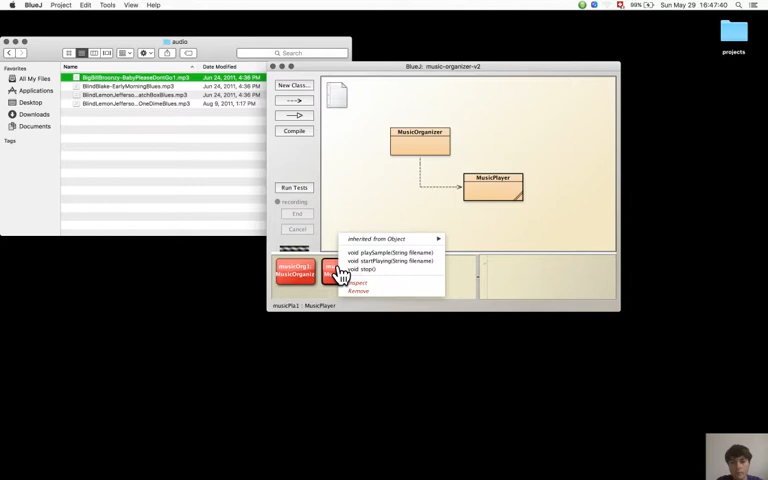 BlueJ Project Edit Tools View Help
99% Sun May 29 16:47:40
audio
Search
Favorites
All My Files
Applications
Desktop
Downloads
Documents
Tags
Name Date Modified
BigBillBroonzy-BabyPleaseDontGo1.mp3 Jun 24, 2011, 4:36 PM
BlindBlake-EarlyMorningBlues.mp3 Jun 24, 2011, 4:36 PM
BlindLemonJefferso...atchBoxBlues.mp3 Jun 24, 2011, 4:36 PM
BlindLemonJefferso...OneDimeBlues.mp3 Aug 9, 2011, 1:17 PM
BlueJ: music-organizer-v2
New Class...
Compile
Run Tests
recording
End
Cancel
MusicOrganizer
MusicPlayer
musicOrg1:
MusicOrganiz
inherited from Object
void playSample(String filename)
void startPlaying(String filename)
void stop()
Inspect
Remove
musicPla1 : MusicPlayer
projects